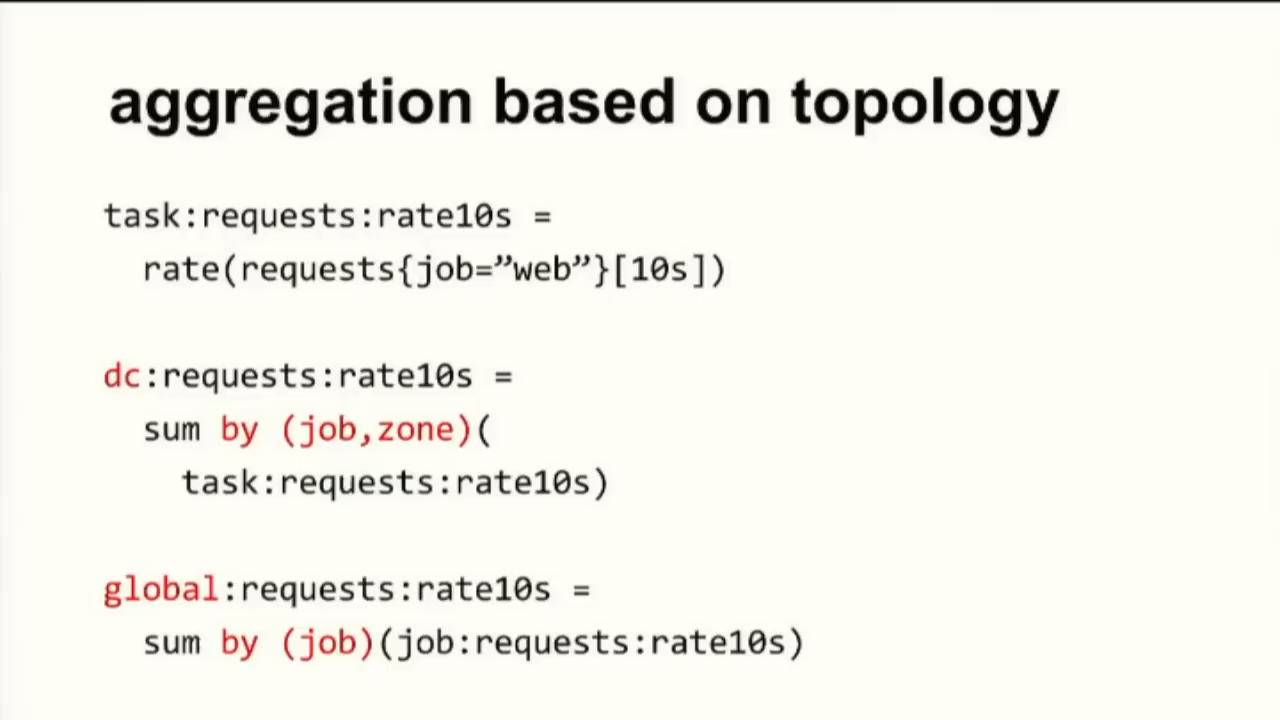 aggregation based on topology
task:requests:rate10s =
rate(requests{job=”web”}[10s])
dc:requests:rate10s =
sum by (job,zone)(
task:requests:rate10s)
global:requests:rate10s =
sum by (job)(job:requests:rate10s)